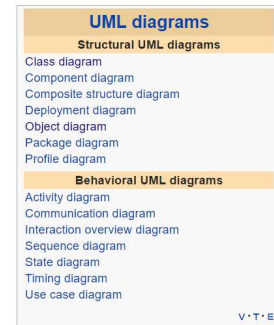 UML diagrams
Structural UML diagrams
Class diagram
Component diagram
Composite structure diagram
Deployment diagram
Object diagram
Package diagram
Profile diagram
Behavioral UML diagrams
Activity diagram
Communication diagram
Interaction overview diagram
Sequence diagram
State diagram
Timing diagram
Use case diagram
V·T·E